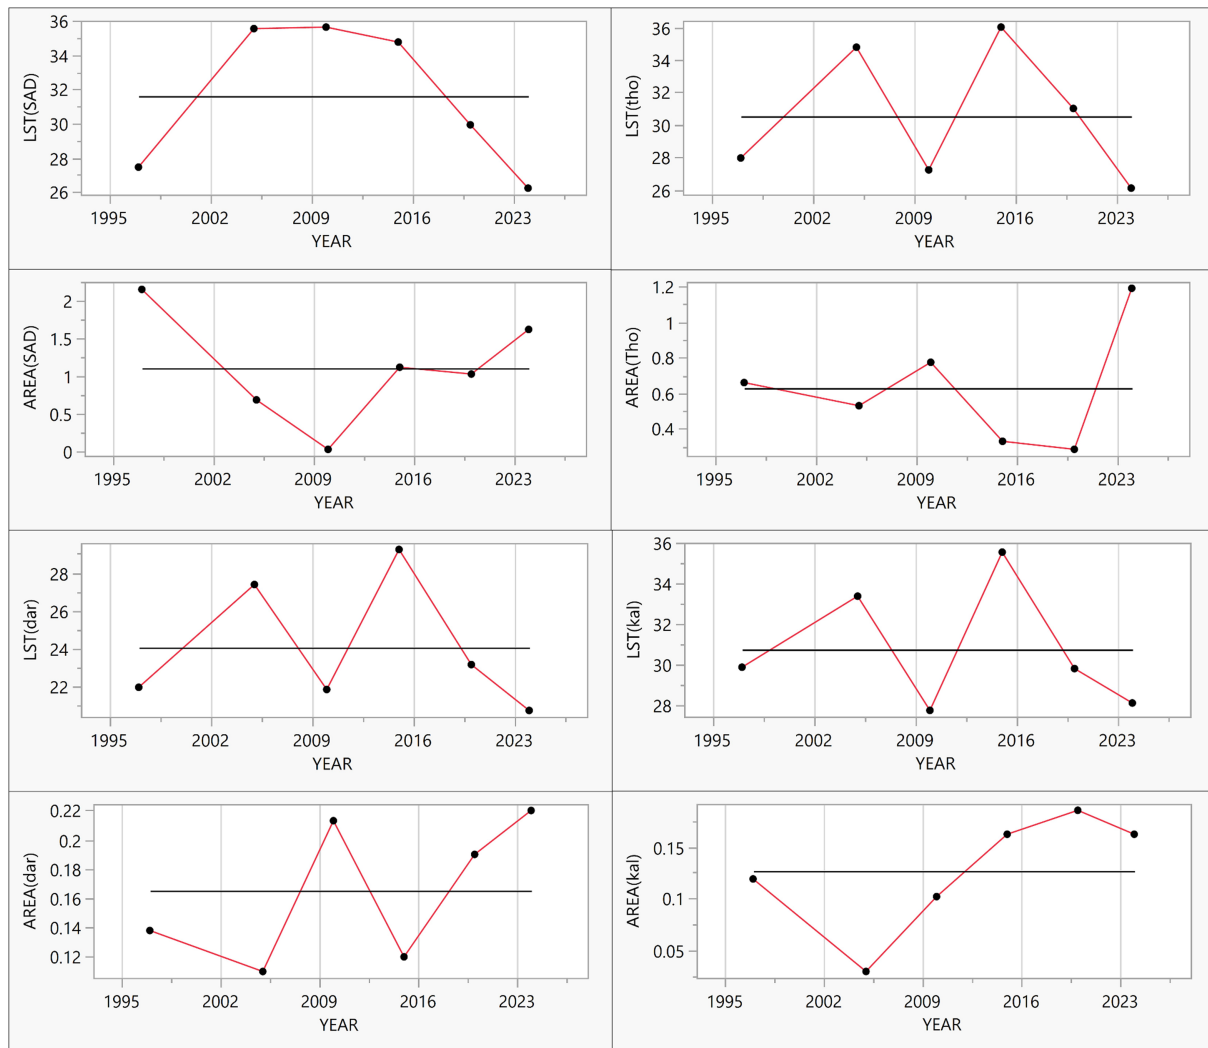 LST(SAD)
36
34
32
30
28
26
1995 2002 2009 2016 2023
YEAR
LST(tho)
36
34
32
30
28
26
1995 2002 2009 2016 2023
YEAR
AREA(SAD)
2
1.5
1
0.5
0
1995 2002 2009 2016 2023
YEAR
AREA(Tho)
1.2
1
0.8
0.6
0.4
1995 2002 2009 2016 2023
YEAR
LST(dar)
28
26
24
22
1995 2002 2009 2016 2023
YEAR
LST(kal)
36
34
32
30
28
1995 2002 2009 2016 2023
YEAR
AREA(dar)
0.22
0.2
0.18
0.16
0.14
0.12
1995 2002 2009 2016 2023
YEAR
AREA(kal)
0.15
0.1
0.05
1995 2002 2009 2016 2023
YEAR